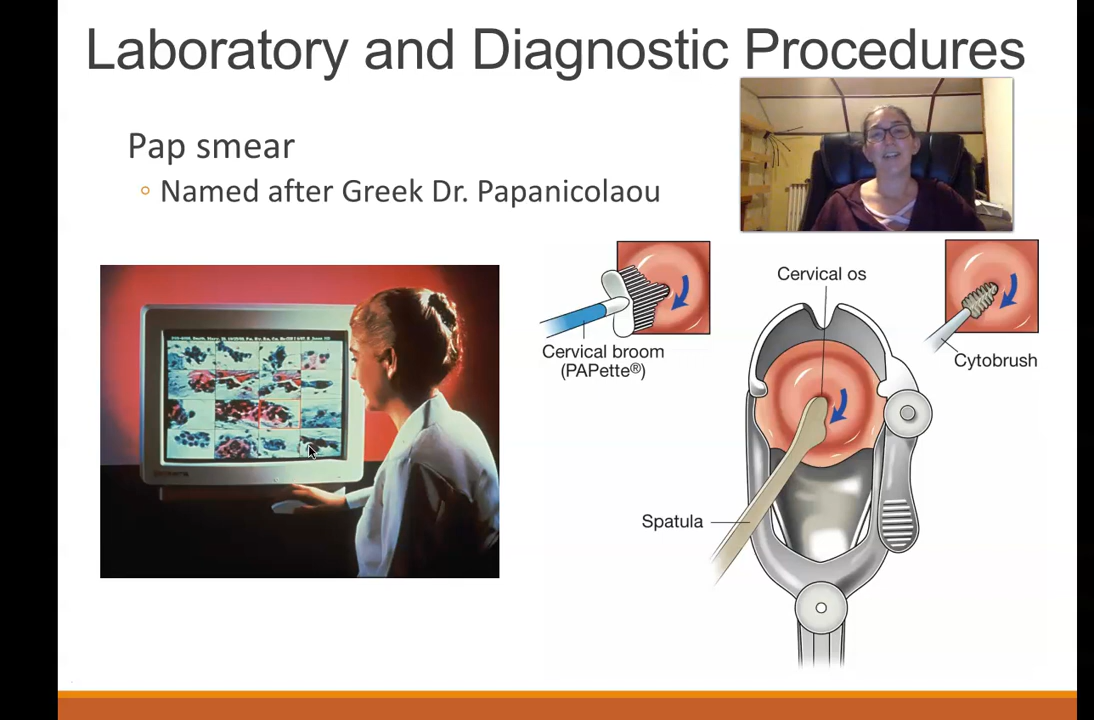 Laboratory and Diagnostic Procedures
Pap smear
◦ Named after Greek Dr. Papanicolaou
Cervical os
Cervical broom
(PAPette®)
Cytobrush
Spatula